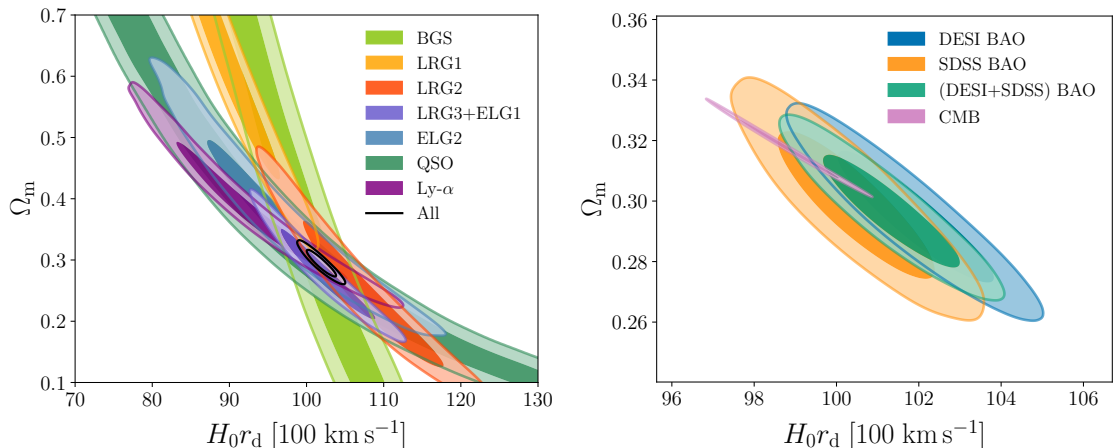 0.7
0.6
0.5
0.4
0.3
0.2
0.1
Ωm
70 80 90 100 110 120 130
H0rd [100 km s−1]
BGS
LRG1
LRG2
LRG3+ELG1
ELG2
QSO
Ly-α
All
0.36
0.34
0.32
0.30
0.28
0.26
0.24
Ωm
96 98 100 102 104 106
H0rd [100 km s−1]
DESI BAO
SDSS BAO
(DESI+SDSS) BAO
CMB